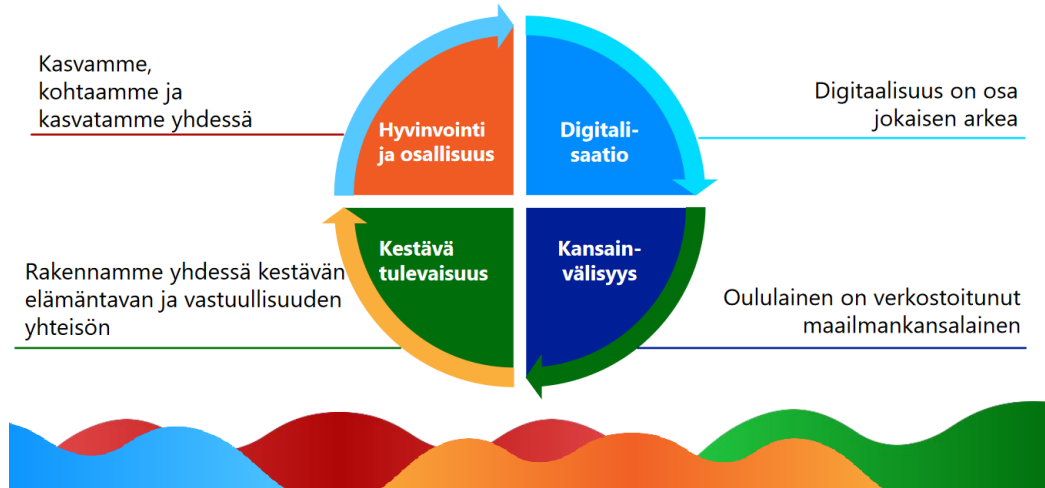 Kasvamme,
kohtaamme ja
kasvatamme yhdessä
Hyvinvointi
ja osallisuus
Digitali-
saatio
Digitaalisuus on osa
jokaisen arkea
Rakennamme yhdessä kestävän
elämäntavan ja vastuullisuuden
yhteisön
Kestävä
tulevaisuus
Kansain-
välisyys
Oululainen on verkostoitunut
maailmankansalainen